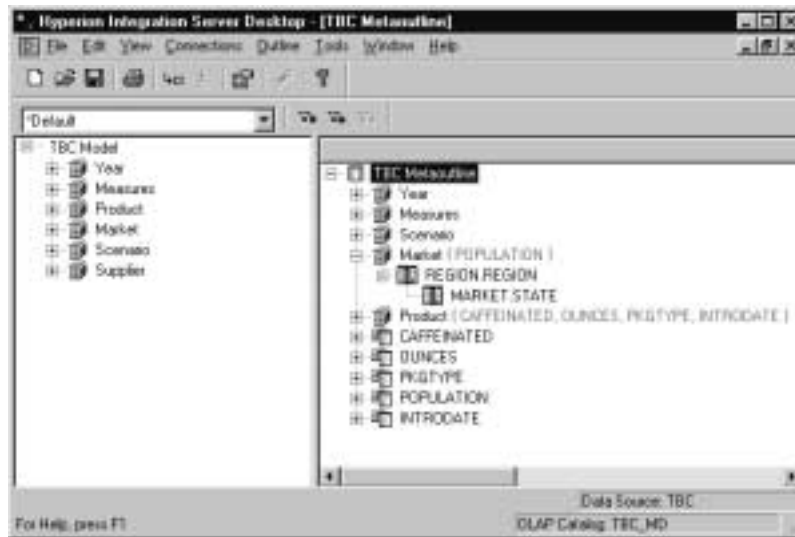 Hyperion Integration Server Desktop - [TBC Metaoutline]
File Edit View Connections Outline Tools Window Help
*Default
TBC Model
Year
Measures
Product
Market
Scenario
Supplier
TBC Metaoutline
Year
Measures
Scenario
Market (POPULATION)
REGION.REGION
MARKET.STATE
Product (CAFFEINATED, OUNCES, PKGTYPE, INTRODATE)
CAFFEINATED
OUNCES
PKGTYPE
POPULATION
INTRODATE
Data Source: TBC
For Help, press F1
OLAP Catalog: TBC_MD